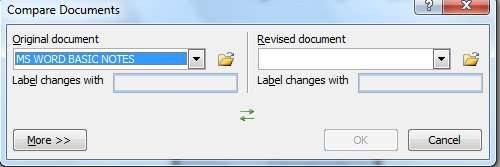 Compare Documents
Original document
Revised document
MS WORD BASIC NOTES
Label changes with
Label changes with
More >>
OK
Cancel